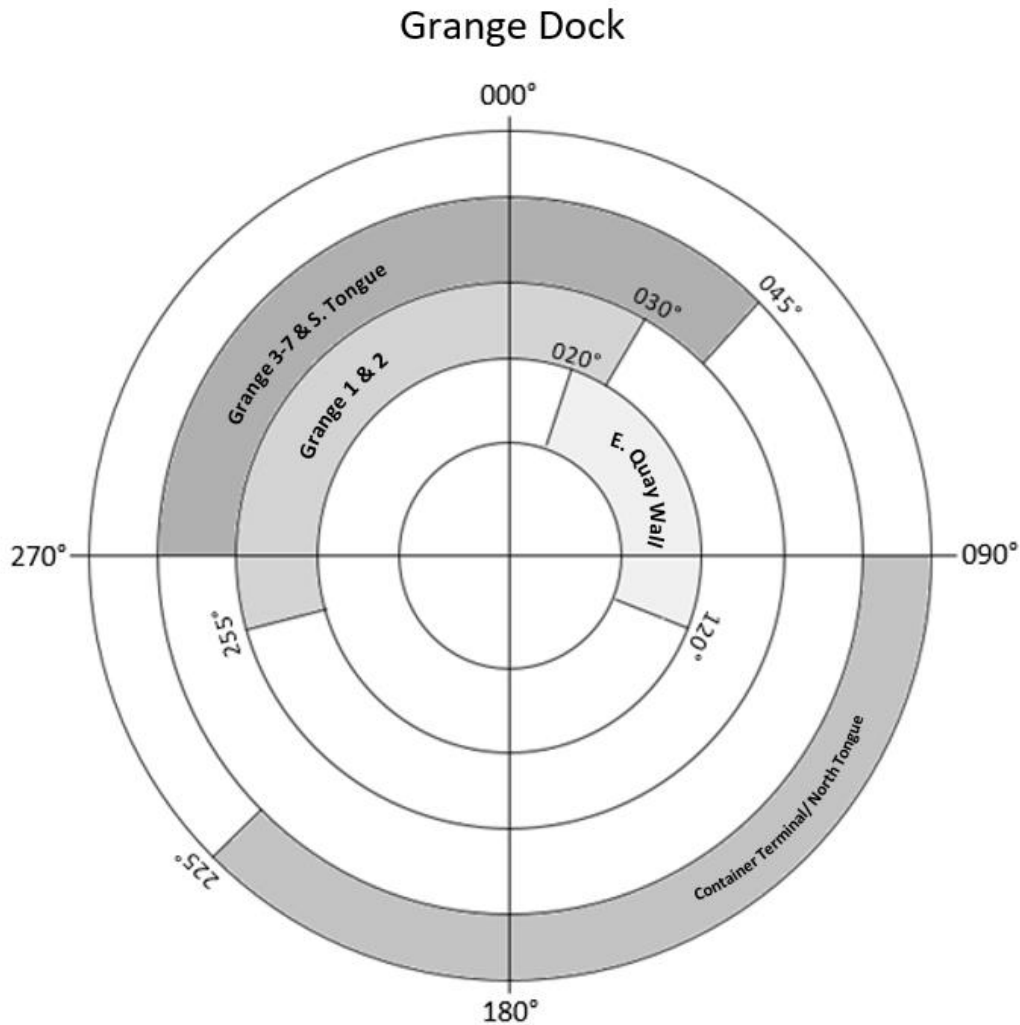 Grange Dock
000°
045°
030°
020°
Grange 3-7 & S. Tongue
Grange 1 & 2
E. Quay Wall
270°
090°
255°
120°
Container Terminal/ North Tongue
225°
180°